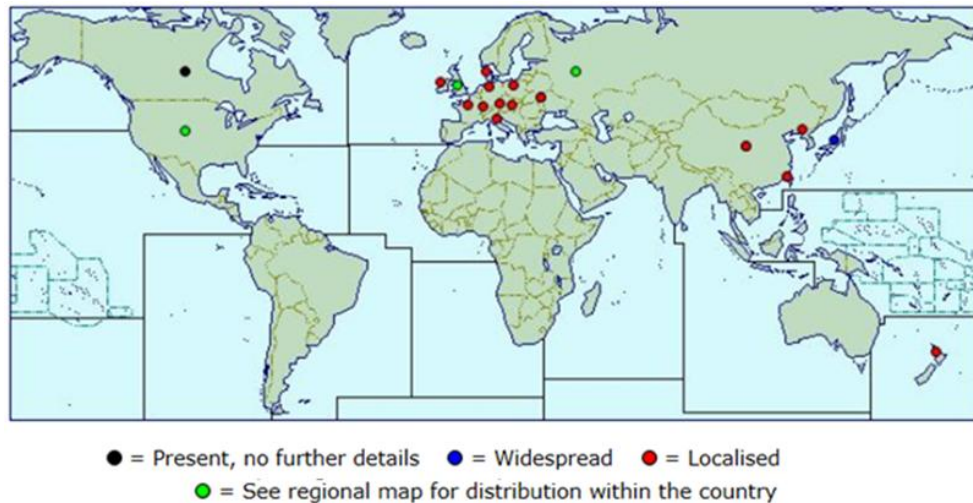 = Present, no further details = Widespread = Localised
= See regional map for distribution within the country